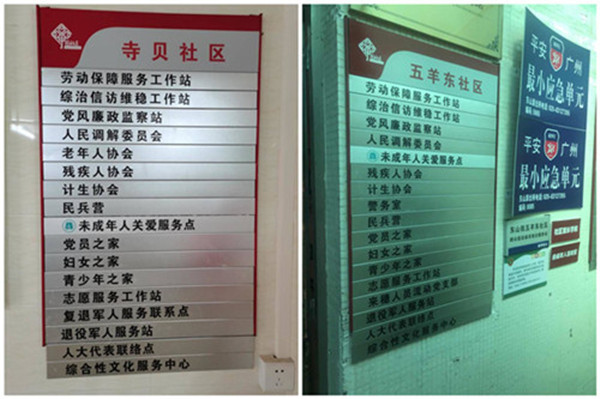 寺贝社区
劳动保障服务工作站
综治信访维稳工作站
党风廉政监察站
人民调解委员会
老年人协会
残疾人协会
计生协会
民兵营
未成年人关爱服务点
党员之家
妇女之家
青少年之家
志愿服务工作站
复退军人服务联系点
退役军人服务站
人大代表联络点
综合性文化服务中心
五羊东社区
劳动保障服务工作站
综治信访维稳工作站
党风廉政监察站
人民调解委员会
未成年人关爱服务点
残疾人协会
计生协会
警务室
民兵营
党员之家
妇女之家
青少年之家
志愿服务工作站
来穗人员流动党支部
退役军人服务站
人大代表联络点
综合性文化服务中心
平安 广州
最小应急单元
平安 广州
最小应急单元